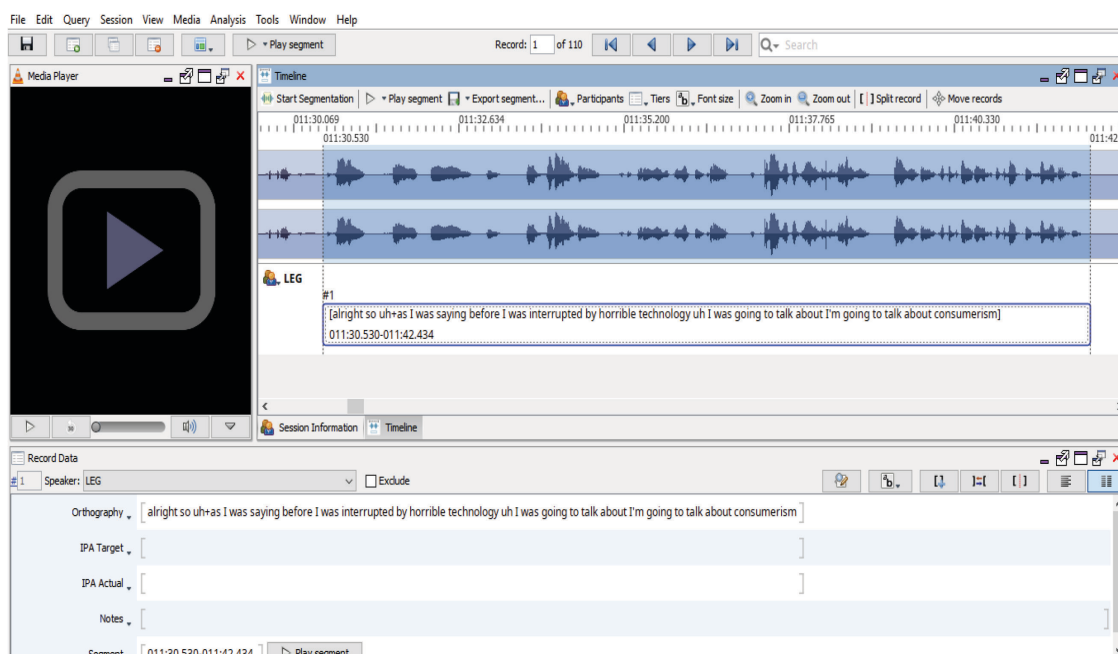 File Edit Query Session View Media Analysis Tools Window Help
Play segment Record: 1 of 110 Search
Media Player
Timeline
Start Segmentation Play segment Export segment... Participants Tiers Font size Zoom in Zoom out Split record Move records
011:30.069 011:32.634 011:35.200 011:37.765 011:40.330
011:30.530 011:42
LEG
#1
[alright so uh+as I was saying before I was interrupted by horrible technology uh I was going to talk about I'm going to talk about consumerism]
011:30.530-011:42.434
Session Information Timeline
Record Data
#1 Speaker: LEG Exclude
Orthography [alright so uh+as I was saying before I was interrupted by horrible technology uh I was going to talk about I'm going to talk about consumerism]
IPA Target [ ]
IPA Actual [ ]
Notes [ ]
Segment [011:30.530-011:42.434] Play segment